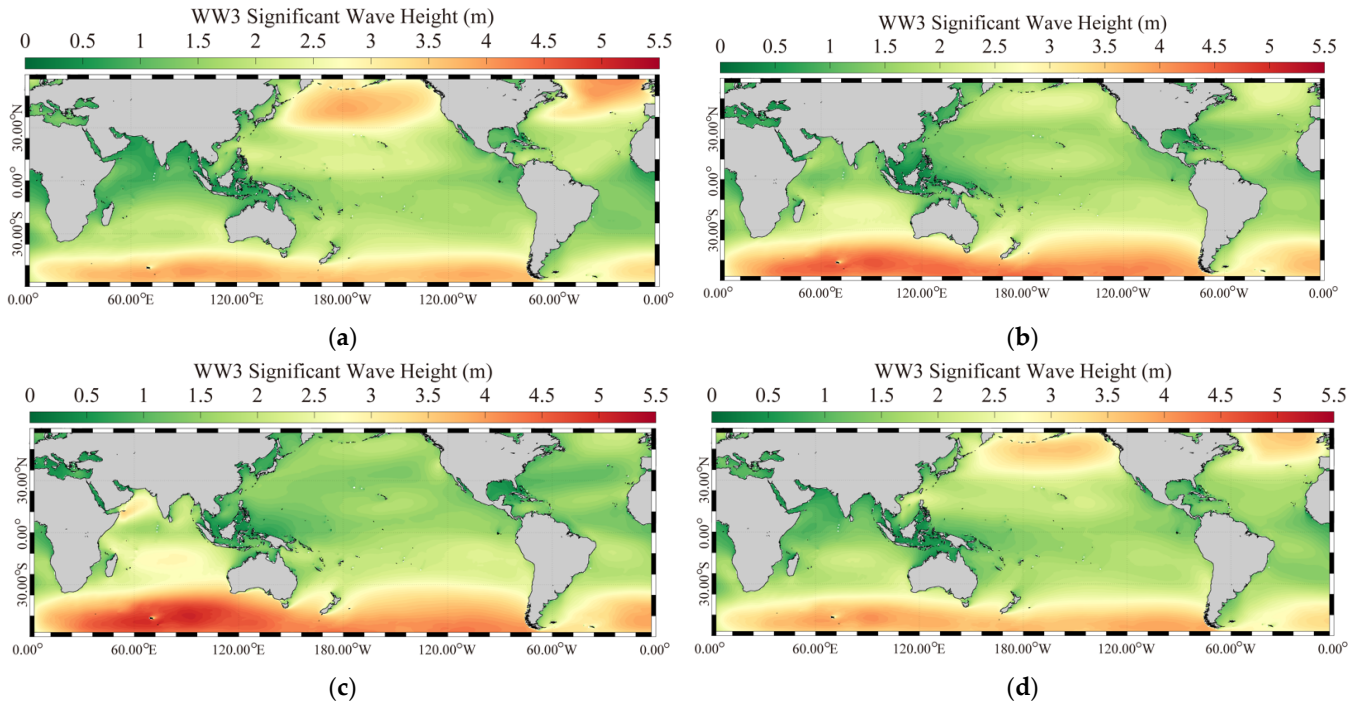 WW3 Significant Wave Height (m)
0 0.5 1 1.5 2 2.5 3 3.5 4 4.5 5 5.5
30.00°N
0.00°
30.00°S
0.00° 60.00°E 120.00°E 180.00°W 120.00°W 60.00°W 0.00°
(a)
WW3 Significant Wave Height (m)
0 0.5 1 1.5 2 2.5 3 3.5 4 4.5 5 5.5
30.00°N
0.00°
30.00°S
0.00° 60.00°E 120.00°E 180.00°W 120.00°W 60.00°W 0.00°
(b)
WW3 Significant Wave Height (m)
0 0.5 1 1.5 2 2.5 3 3.5 4 4.5 5 5.5
30.00°N
0.00°
30.00°S
0.00° 60.00°E 120.00°E 180.00°W 120.00°W 60.00°W 0.00°
(c)
WW3 Significant Wave Height (m)
0 0.5 1 1.5 2 2.5 3 3.5 4 4.5 5 5.5
30.00°N
0.00°
30.00°S
0.00° 60.00°E 120.00°E 180.00°W 120.00°W 60.00°W 0.00°
(d)